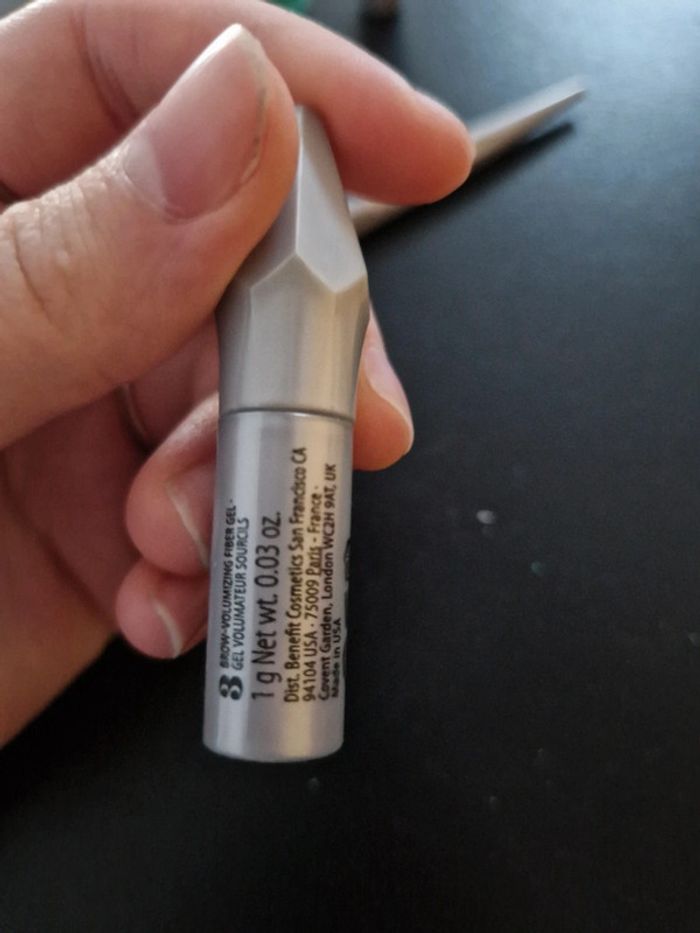 3
BROW-VOLUMIZING FIBER GEL ·
GEL VOLUMATEUR SOURCILS
1 g Net wt. 0.03 oz.
Dist. Benefit Cosmetics San Francisco CA
94104 USA · 75009 Paris - France ·
Covent Garden, London WC2H 9AT, UK
Made in USA